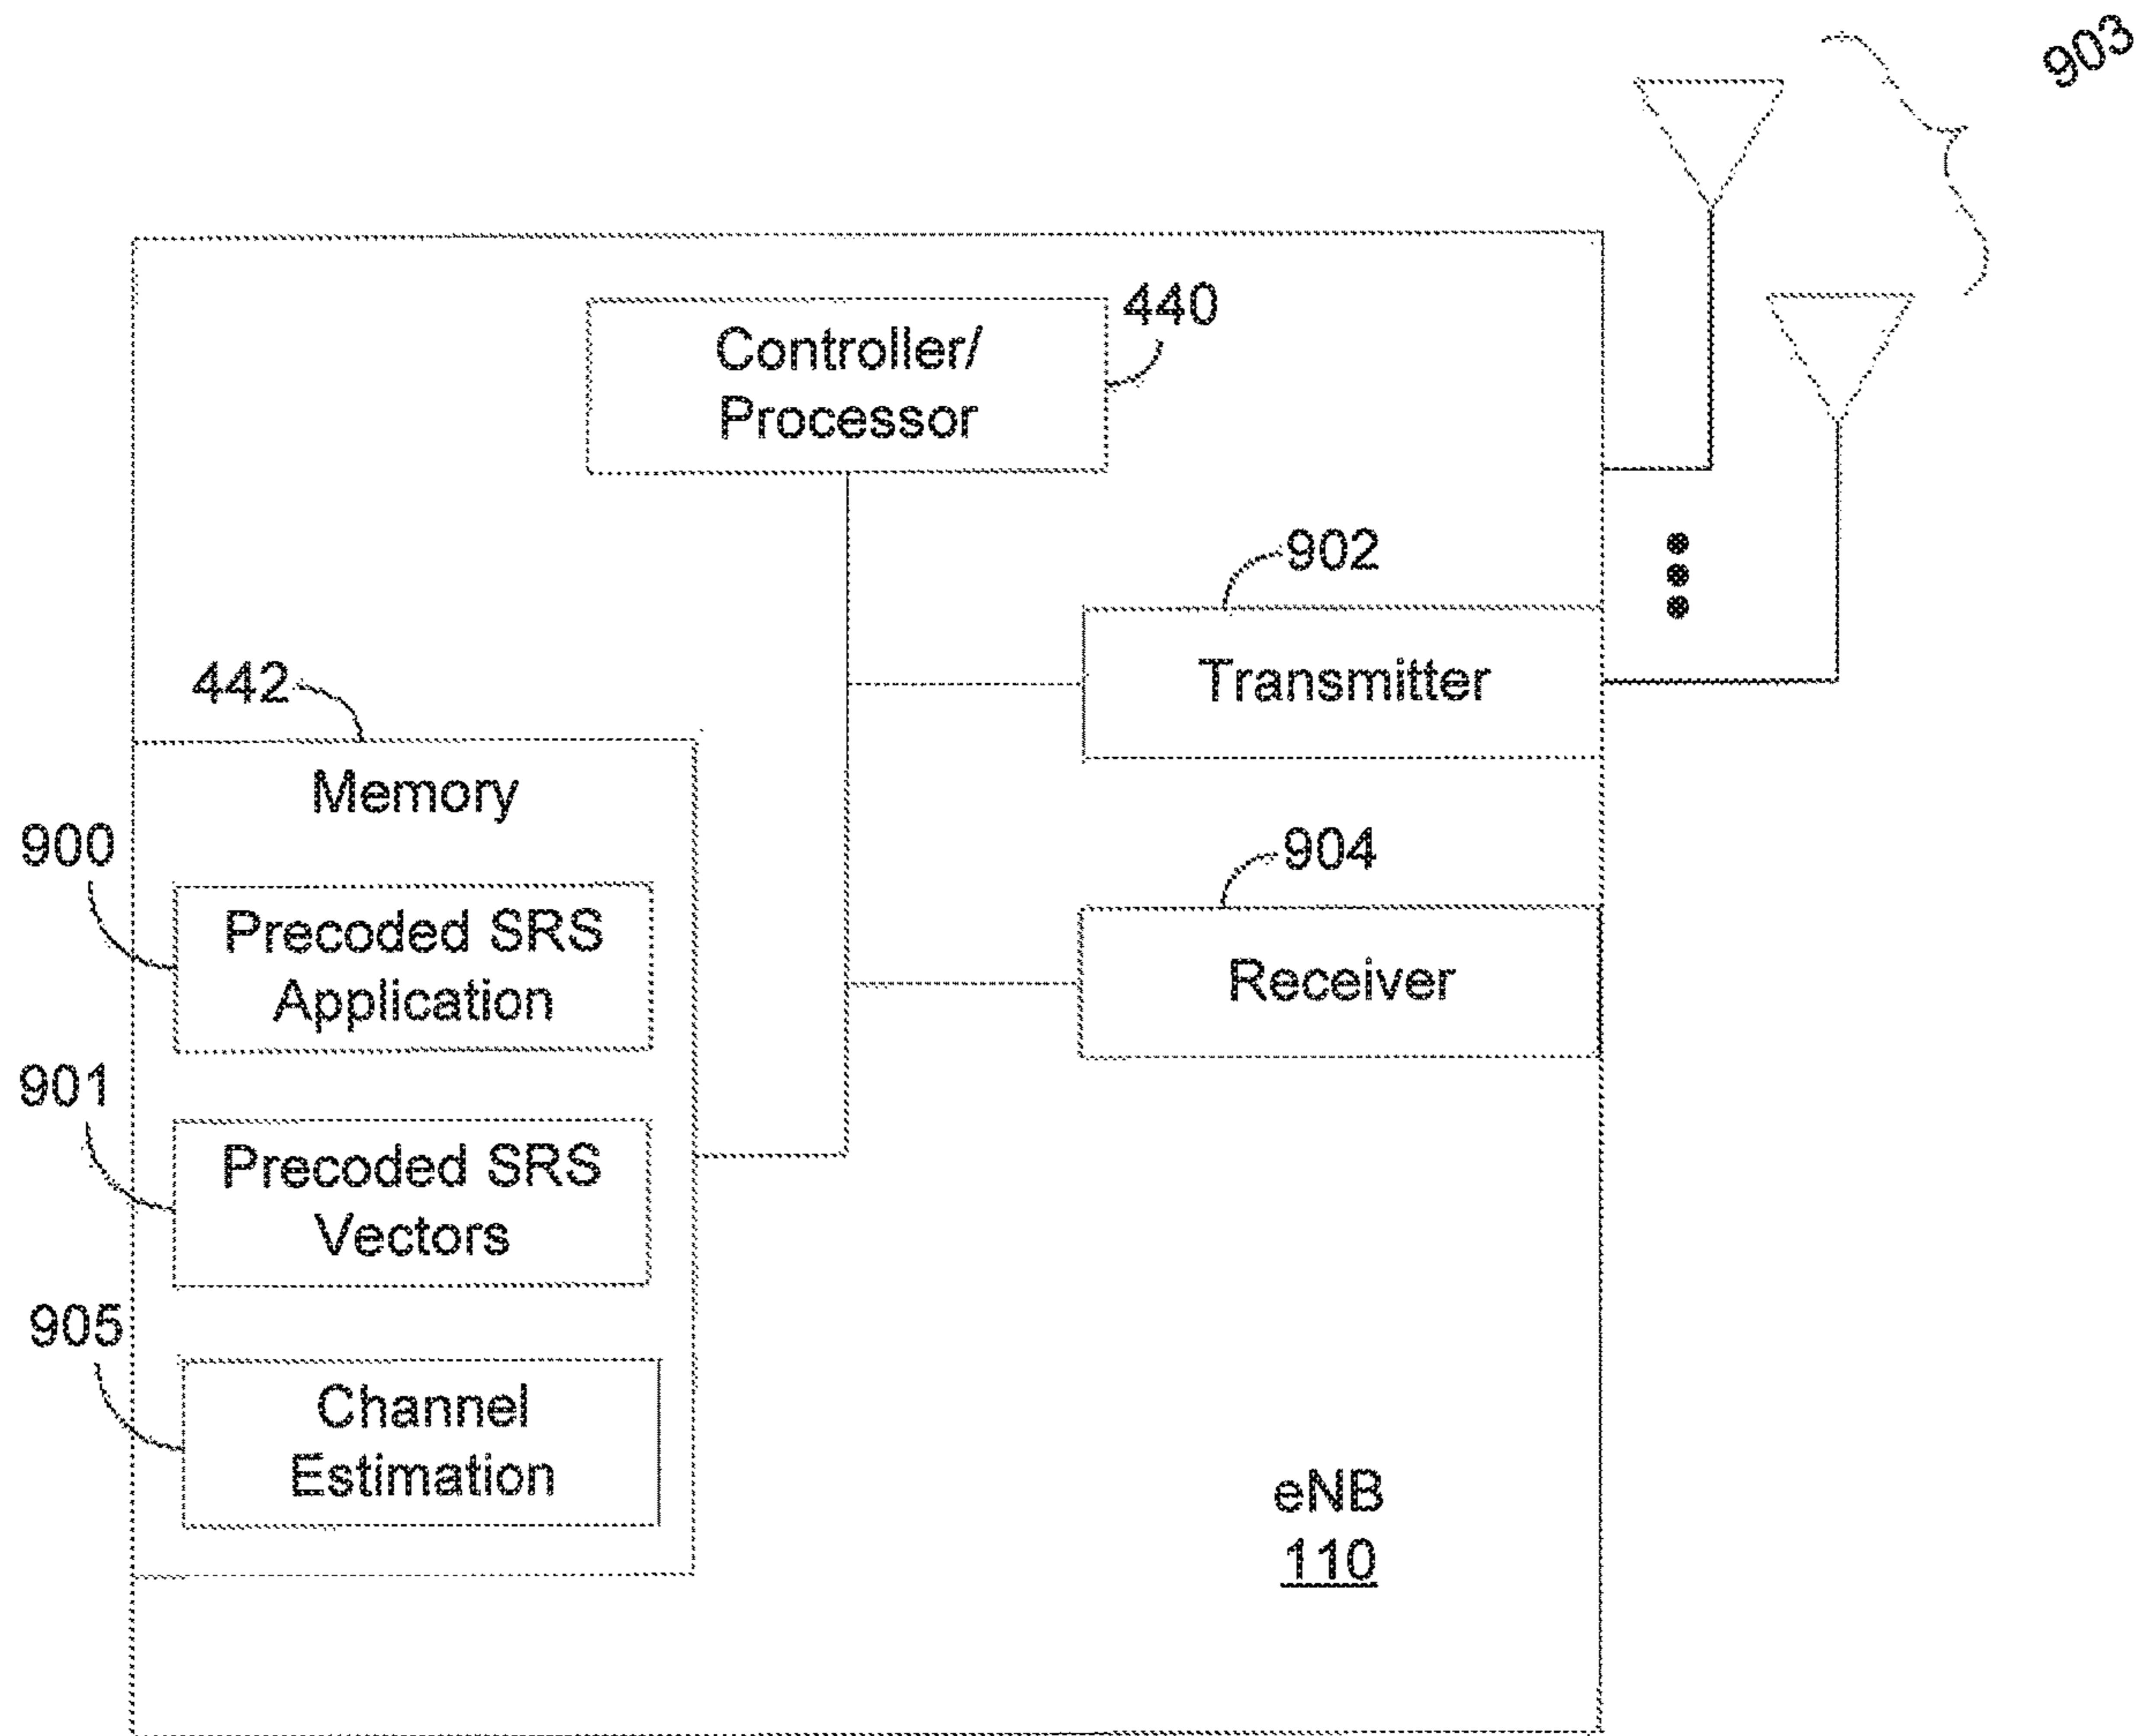 903
440
Controller/
Processor
902
Transmitter
442
Memory
904
Receiver
900
Precoded SRS
Application
901
Precoded SRS
Vectors
905
Channel
Estimation
eNB
110